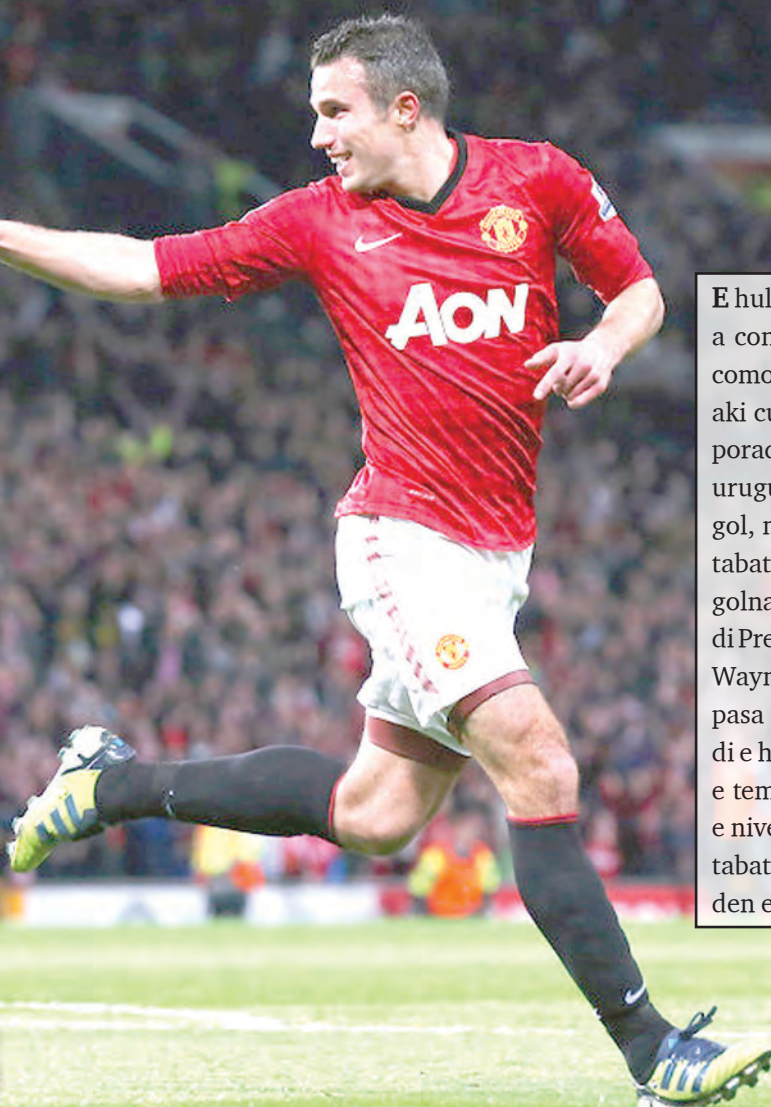 AON
E hul
a con
como
aki cu
porad
urugu
gol, n
tabat
golna
di Pre
Wayn
pasa
di e h
e tem
e nive
tabat
den e